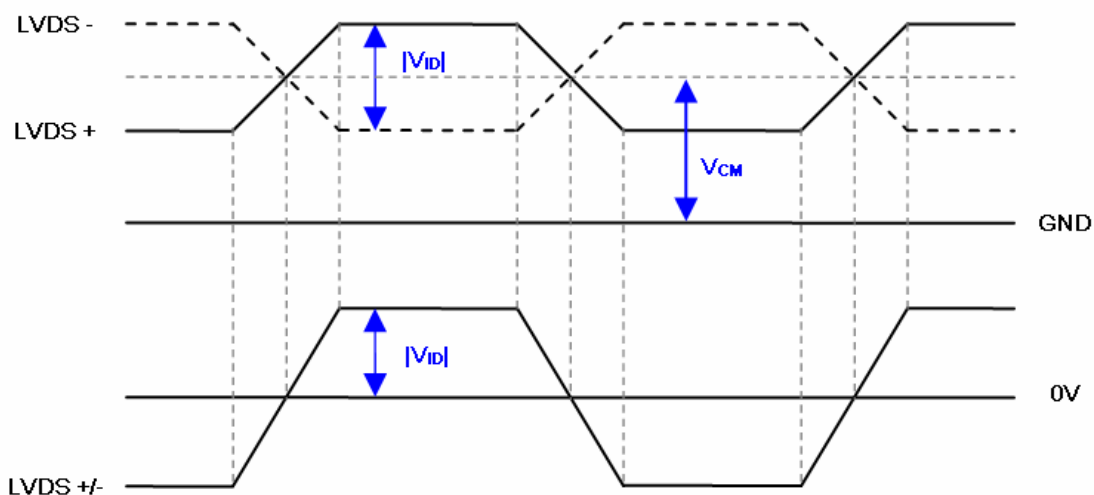 LVDS -
|VID|
LVDS +
VCM
GND
|VID|
0V
LVDS +/-